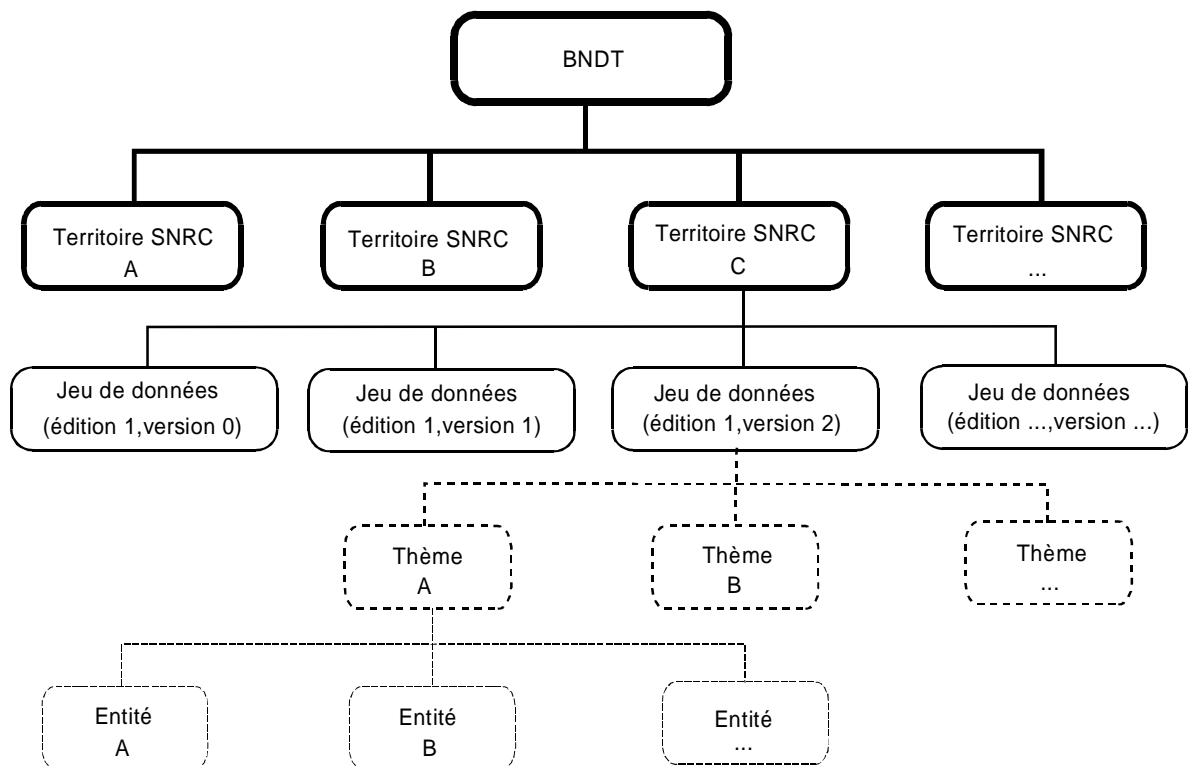 BNDT
Territoire SNRC
A
Territoire SNRC
B
Territoire SNRC
C
Territoire SNRC
...
Jeu de données
(édition 1,version 0)
Jeu de données
(édition 1,version 1)
Jeu de données
(édition 1,version 2)
Jeu de données
(édition ...,version ...)
Thème
A
Thème
B
Thème
...
Entité
A
Entité
B
Entité
...